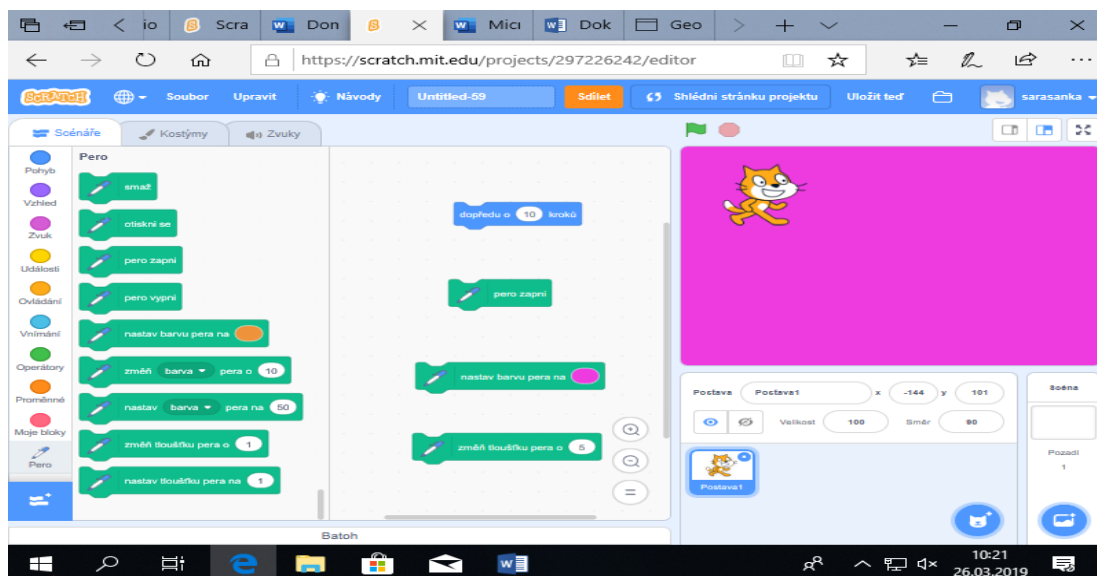 io Scra Don Mici Dok Geo
https://scratch.mit.edu/projects/297226242/editor
SCRATCH Soubor Upravit Návody Untitled-59 Sdílet Shlédni stránku projektu Uložit teď sarasanka
Scénáře Kostýmy Zvuky
Pohyb
Vzhled
Zvuk
Události
Ovládání
Vnímání
Operátory
Proměnné
Moje bloky
Pero
Pero
smaž
otiskni se
pero zapni
pero vypni
nastav barvu pera na
změň barva pera o 10
nastav barva pera na 50
změň tloušťku pera o 1
nastav tloušťku pera na 1
dopředu o 10 kroků
pero zapni
nastav barvu pera na
změň tloušťku pera o 5
Postava Postava1 x -144 y 101
Velikost 100 Směr 90
Postava1
Scéna
Pozadí
1
Batoh
10:21
26.03.2019